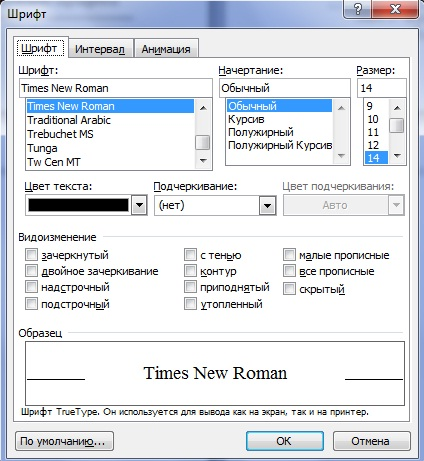 Шрифт
Шрифт Интервал Анимация
Шрифт: Начертание: Размер:
Times New Roman Обычный 14
Times New Roman Обычный 9
Traditional Arabic Курсив 10
Trebuchet MS Полужирный 11
Tunga Полужирный Курсив 12
Tw Cen MT 14
Цвет текста: Подчеркивание: Цвет подчеркивания:
(нет) Авто
Видоизменение
зачеркнутый с тенью малые прописные
двойное зачеркивание контур все прописные
надстрочный приподнятый скрытый
подстрочный утопленный
Образец
Times New Roman
Шрифт TrueType. Он используется для вывода как на экран, так и на принтер.
По умолчанию... ОК Отмена